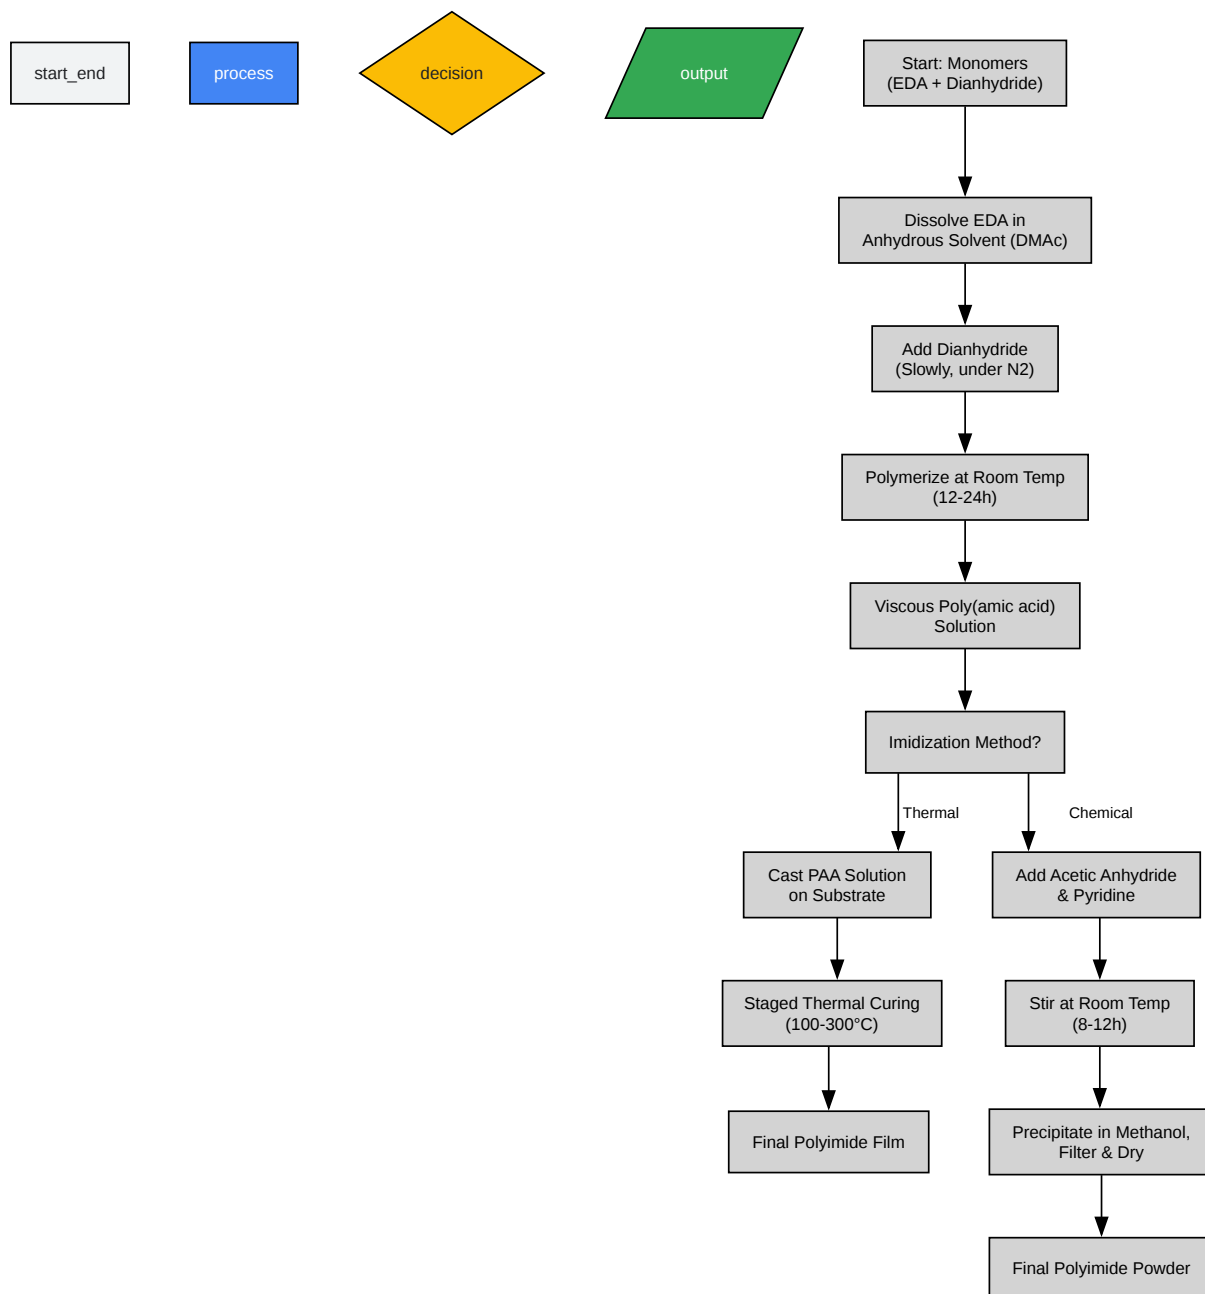 start_end
process
decision
output
Start: Monomers
(EDA + Dianhydride)
Dissolve EDA in
Anhydrous Solvent (DMAc)
Add Dianhydride
(Slowly, under N2)
Polymerize at Room Temp
(12-24h)
Viscous Poly(amic acid)
Solution
Imidization Method?
Thermal
Chemical
Cast PAA Solution
on Substrate
Add Acetic Anhydride
& Pyridine
Staged Thermal Curing
(100-300°C)
Stir at Room Temp
(8-12h)
Final Polyimide Film
Precipitate in Methanol,
Filter & Dry
Final Polyimide Powder